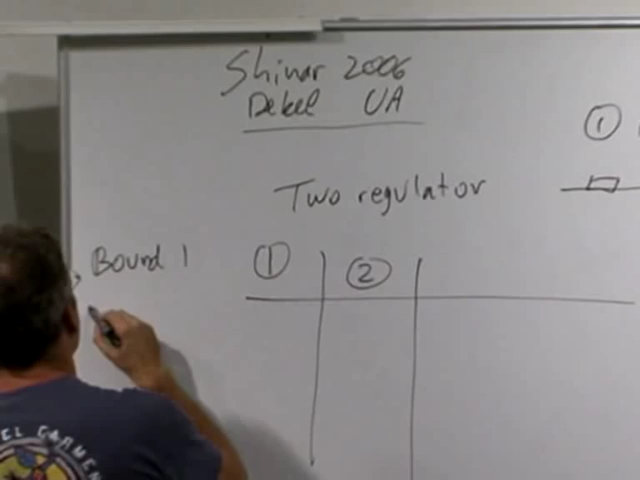 Shinar 2006
Dekel UA
①
Two regulator
Bound 1
① ②